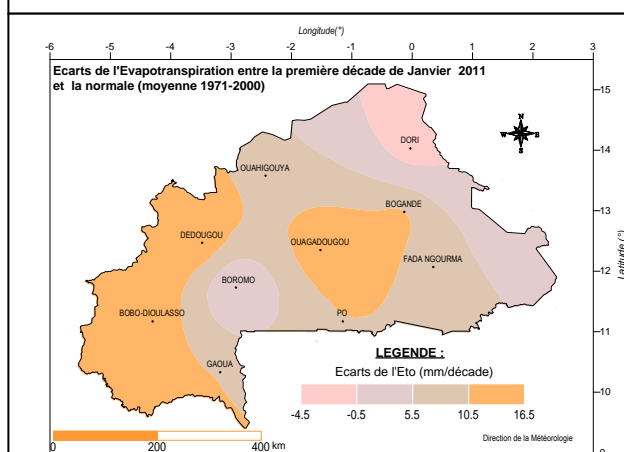 Longitude(°)
-6 -5 -4 -3 -2 -1 0 1 2 3
Ecarts de l'Evapotranspiration entre la première décade de Janvier 2011
et la normale (moyenne 1971-2000)
15
N
W E
S
DORI
14
OUAHIGOUYA
BOGANDE
13
DEDOUGOU
OUAGADOUGOU
FADA NGOURMA
Latitude (°)
12
BOROMO
BOBO-DIOULASSO
PO
11
LEGENDE :
GAOUA
Ecarts de l'Eto (mm/décade)
10
-4.5 -0.5 5.5 10.5 16.5
Direction de la Météorologie
0 200 400 km